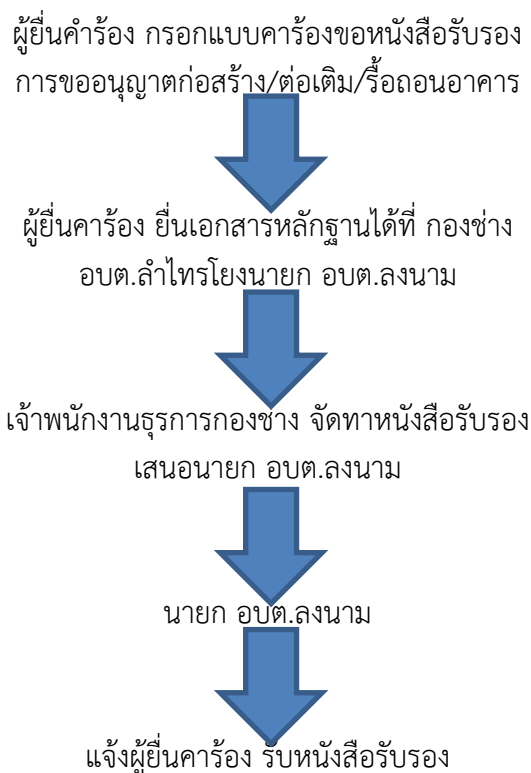 ผู้ยื่นคำร้อง กรอกแบบคาร้องขอหนังสือรับรอง
การขออนุญาตก่อสร้าง/ต่อเติม/รื้อถอนอาคาร
ผู้ยื่นคาร้อง ยื่นเอกสารหลักฐานได้ที่ กองช่าง
อบต.ลำไทรโยงนายก อบต.ลงนาม
เจ้าพนักงานธุรการกองช่าง จัดทาหนังสือรับรอง
เสนอนายก อบต.ลงนาม
นายก อบต.ลงนาม
แจ้งผู้ยื่นคาร้อง รับหนังสือรับรอง